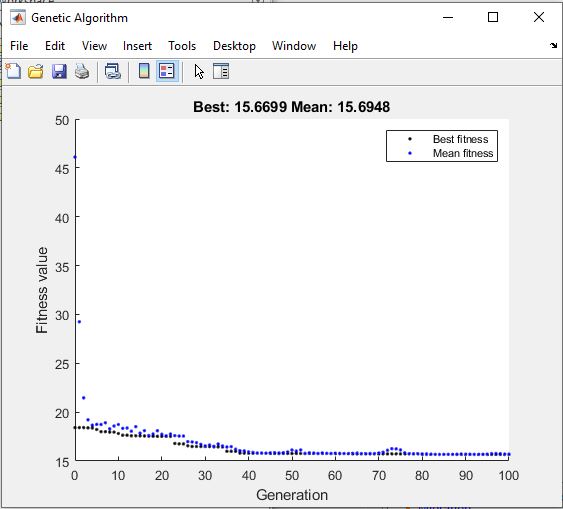 Genetic Algorithm
File Edit View Insert Tools Desktop Window Help
Best: 15.6699 Mean: 15.6948
50
45
40
35
30
25
20
15
Fitness value
Best fitness
Mean fitness
0 10 20 30 40 50 60 70 80 90 100
Generation